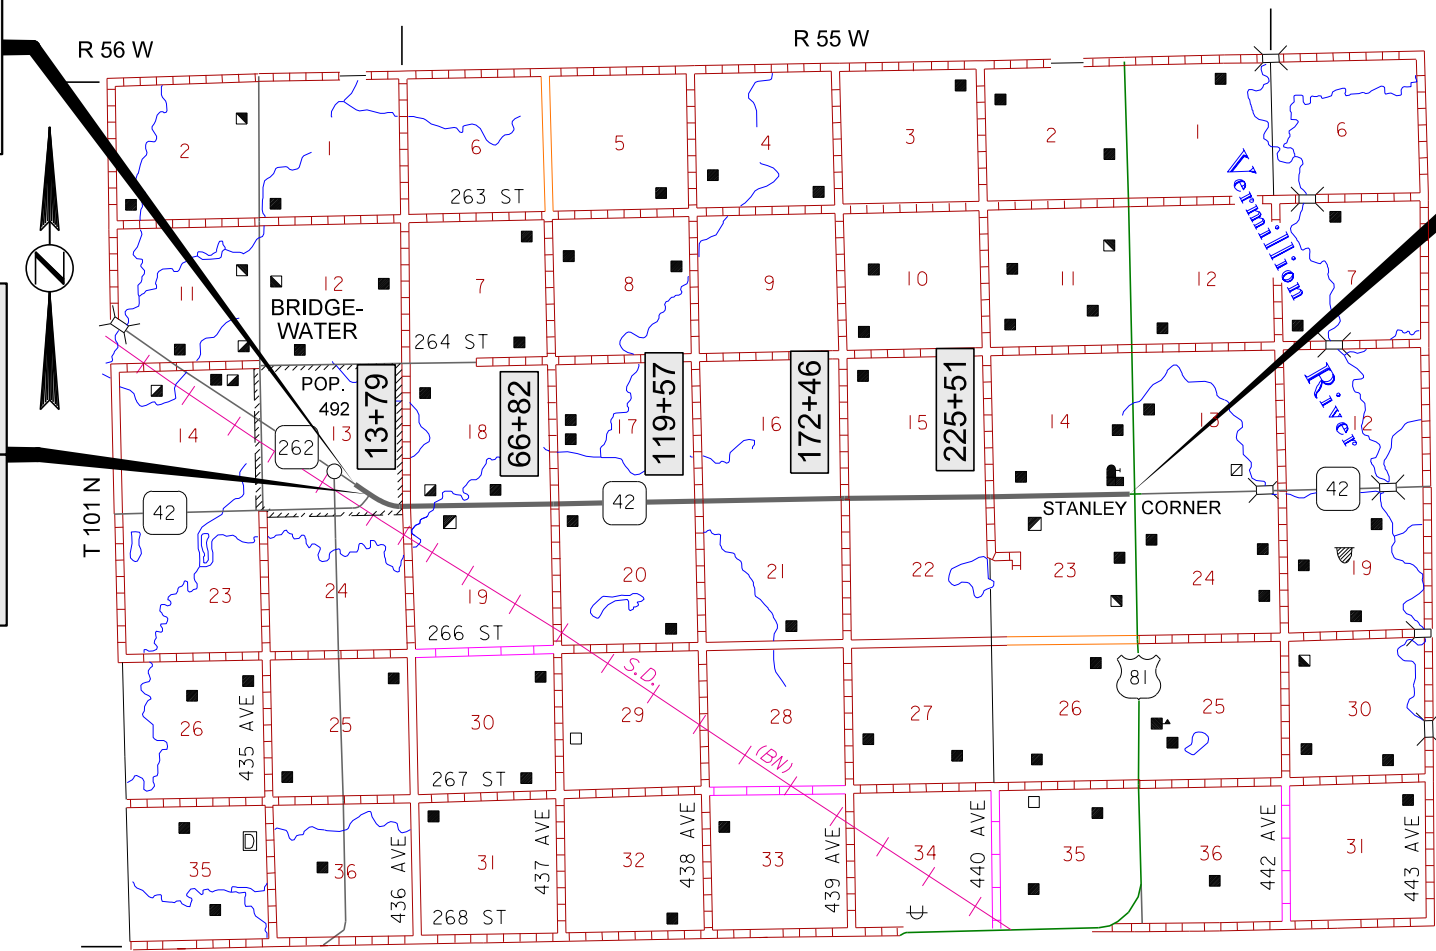 R 56 W
R 55 W
2
1
6
5
4
3
2
1
6
263 ST
Vermillion
River
11
12
7
8
9
10
11
12
7
BRIDGE-
WATER
264 ST
POP.
492
13+79
66+82
119+57
172+46
225+51
14
13
18
17
16
15
14
13
12
262
T 101 N
42
42
42
STANLEY CORNER
N
23
24
19
20
21
22
23
24
19
266 ST
S.D.
(BN)
81
26
25
30
29
28
27
26
25
30
435 AVE
267 ST
35
36
31
32
33
34
35
36
31
436 AVE
437 AVE
438 AVE
439 AVE
440 AVE
442 AVE
443 AVE
268 ST